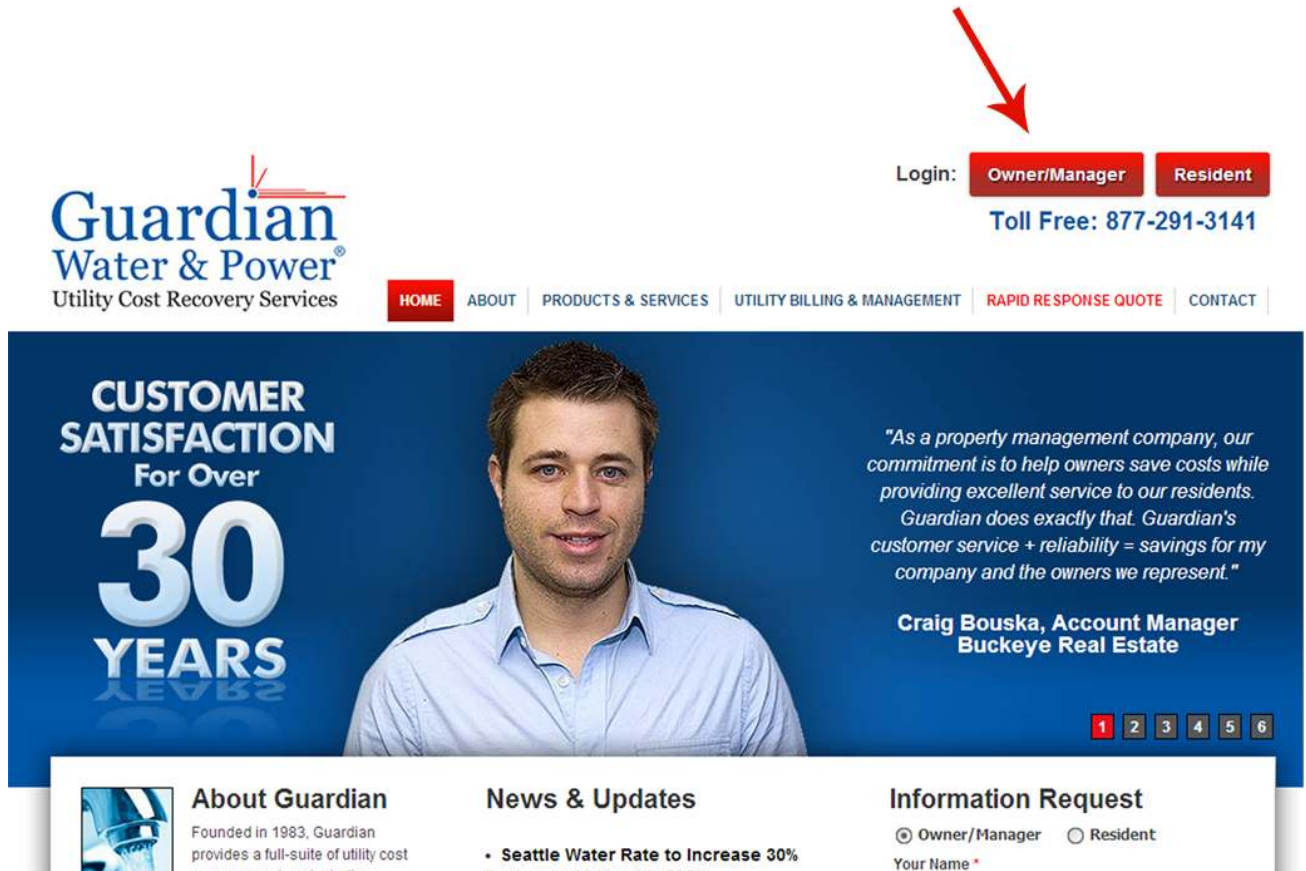 Login: Owner/Manager Resident
Toll Free: 877-291-3141
Guardian
Water & Power®
Utility Cost Recovery Services
HOME ABOUT PRODUCTS & SERVICES UTILITY BILLING & MANAGEMENT RAPID RESPONSE QUOTE CONTACT
CUSTOMER
SATISFACTION
For Over
30
YEARS
"As a property management company, our
commitment is to help owners save costs while
providing excellent service to our residents.
Guardian does exactly that. Guardian's
customer service + reliability = savings for my
company and the owners we represent."
Craig Bouska, Account Manager
Buckeye Real Estate
1 2 3 4 5 6
About Guardian
Founded in 1983, Guardian
provides a full-suite of utility cost
News & Updates
• Seattle Water Rate to Increase 30%
Information Request
Owner/Manager Resident
Your Name *